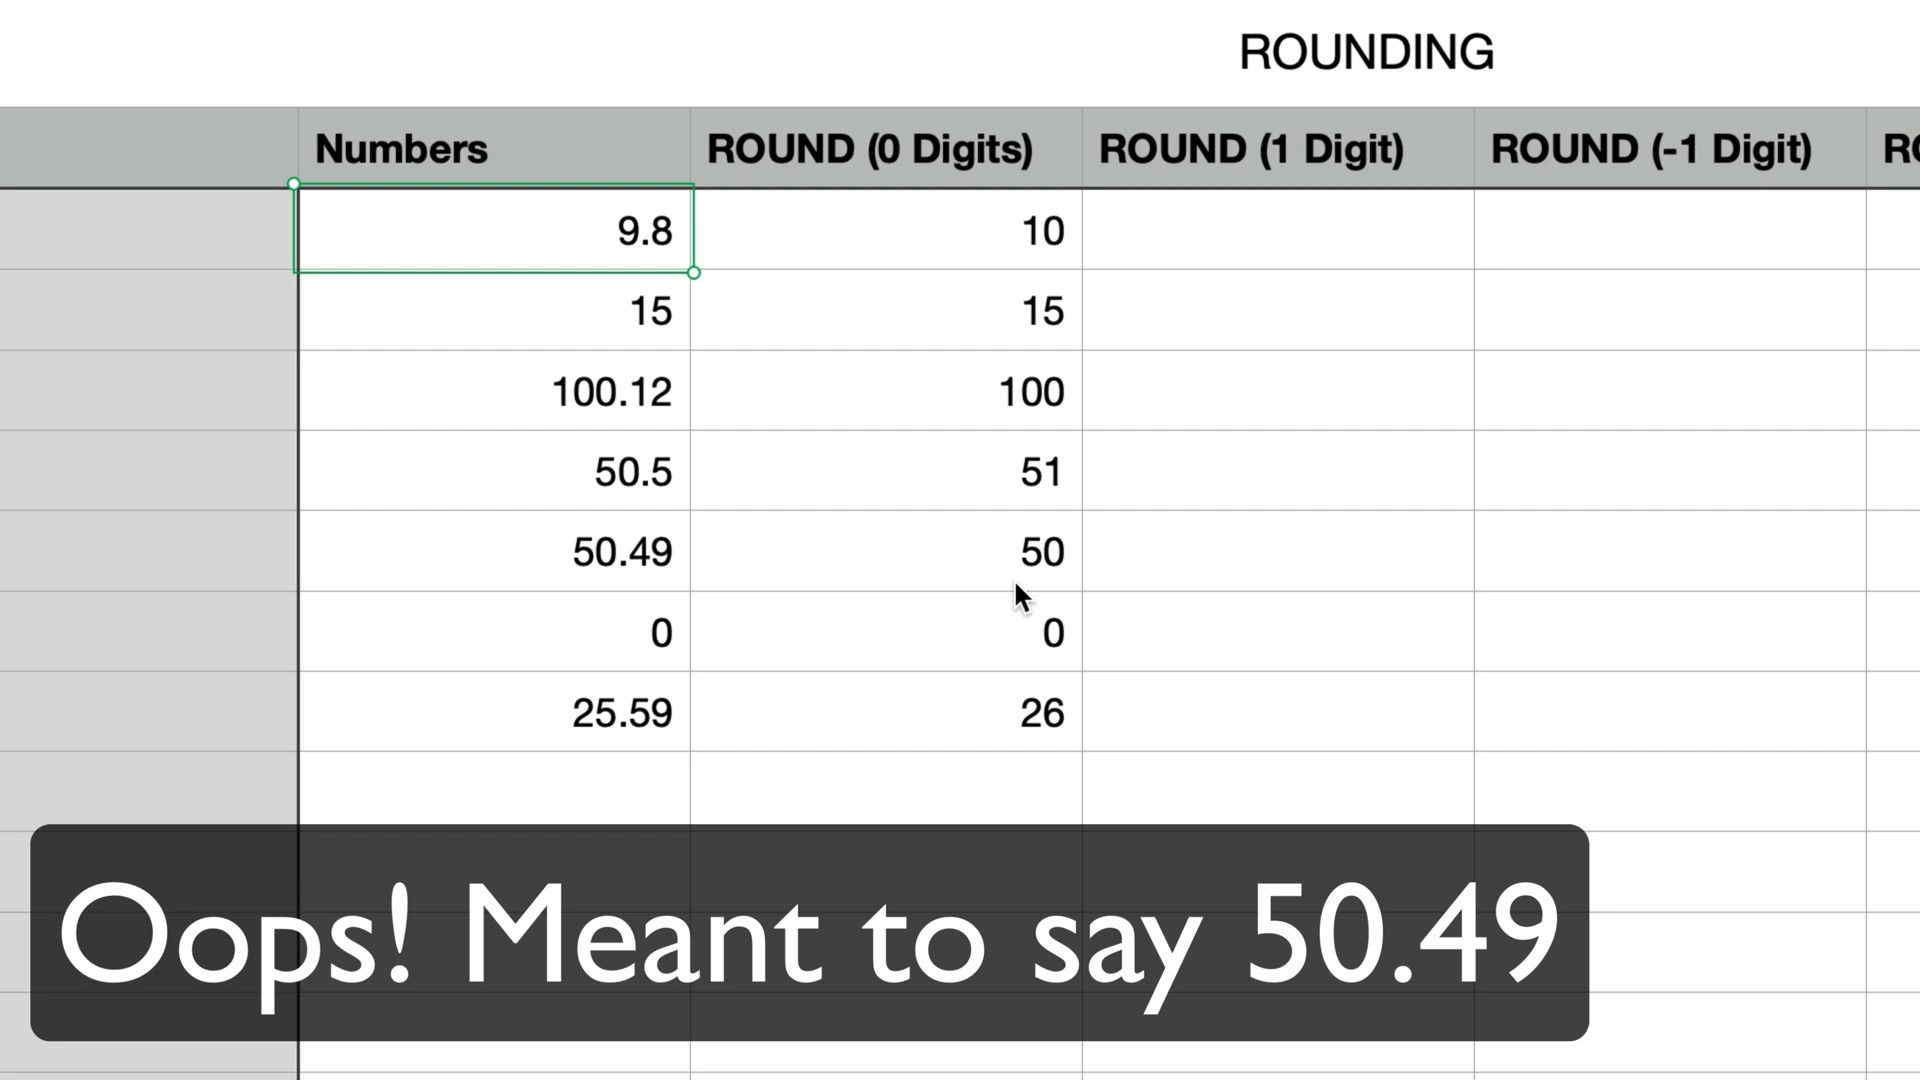 ROUNDING
Numbers ROUND (0 Digits) ROUND (1 Digit) ROUND (-1 Digit)
9.8 10
15 15
100.12 100
50.5 51
50.49 50
0 0
25.59 26
Oops! Meant to say 50.49